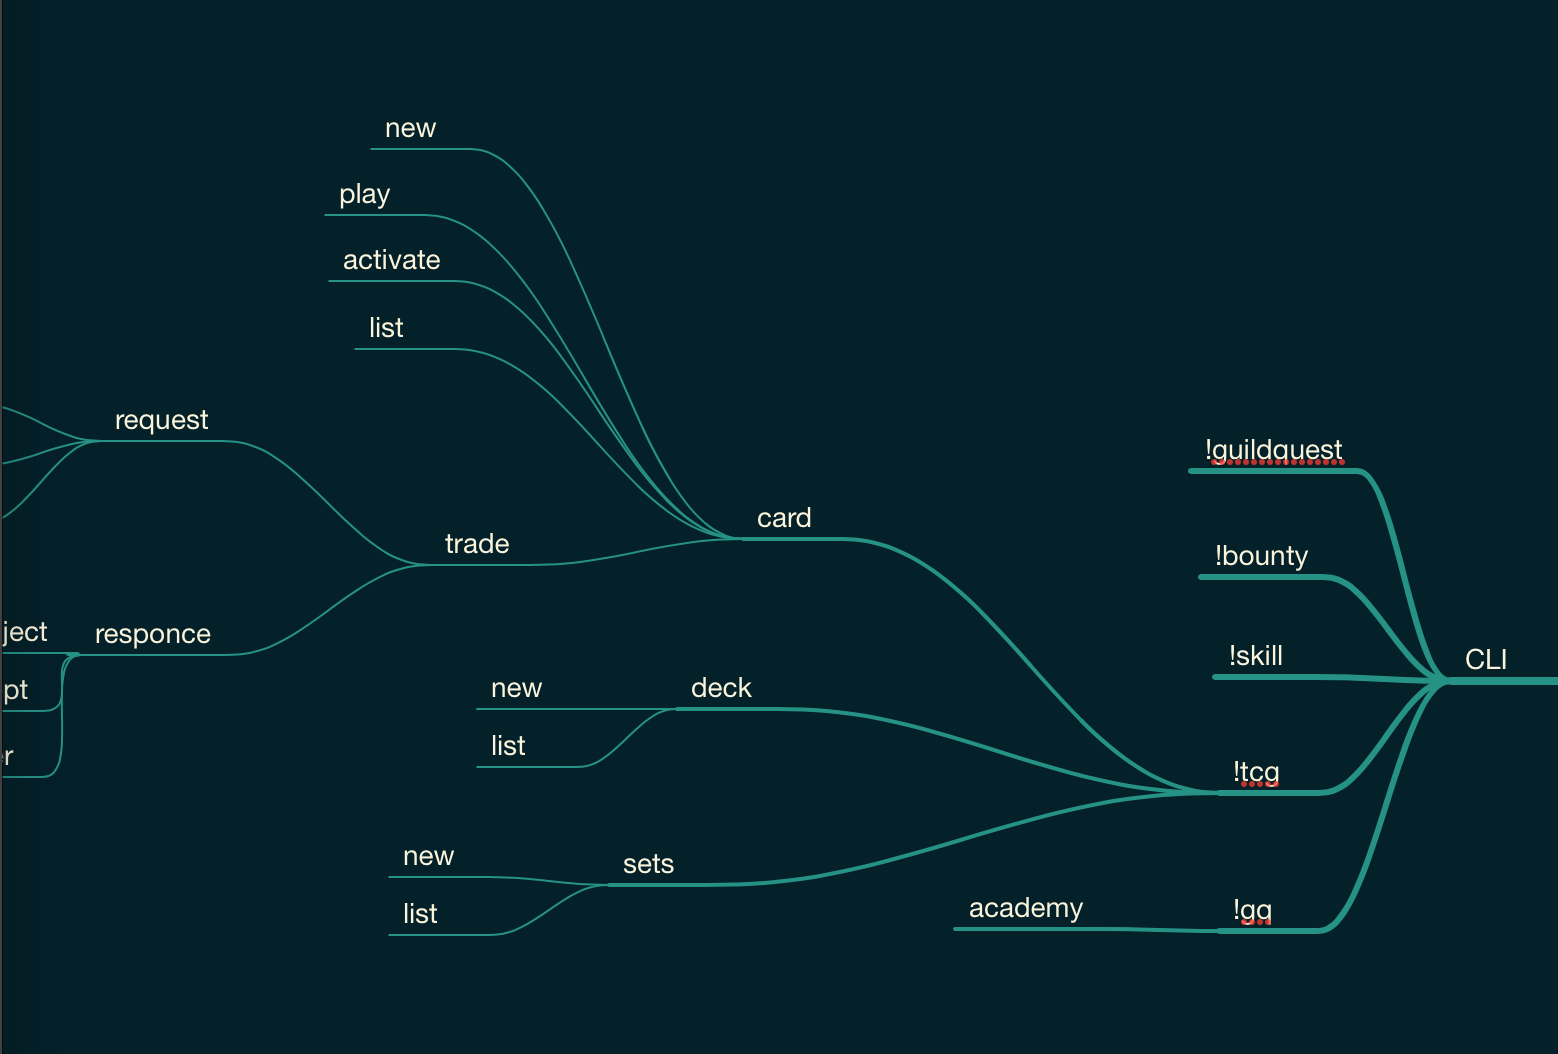 new
play
activate
list
request
!guildquest
card
trade
!bounty
ject
responce
!skill
CLI
new
deck
pt
list
er
!tcg
new
sets
list
academy
!gq